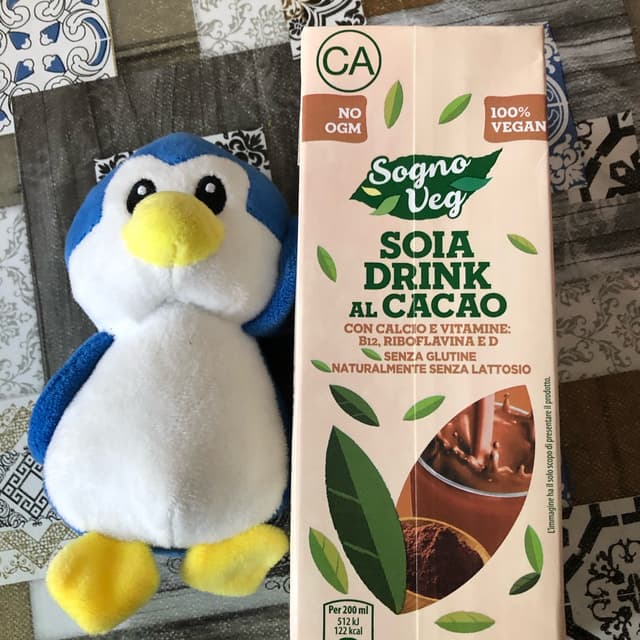 CA
NO
OGM
100%
VEGAN
Sogno
Veg
SOIA
DRINK
AL CACAO
CON CALCIO E VITAMINE:
B12, RIBOFLAVINA E D
SENZA GLUTINE
NATURALMENTE SENZA LATTOSIO
L'immagine ha il solo scopo di presentare il prodotto.
Per 200 ml
512 kJ
122 kcal